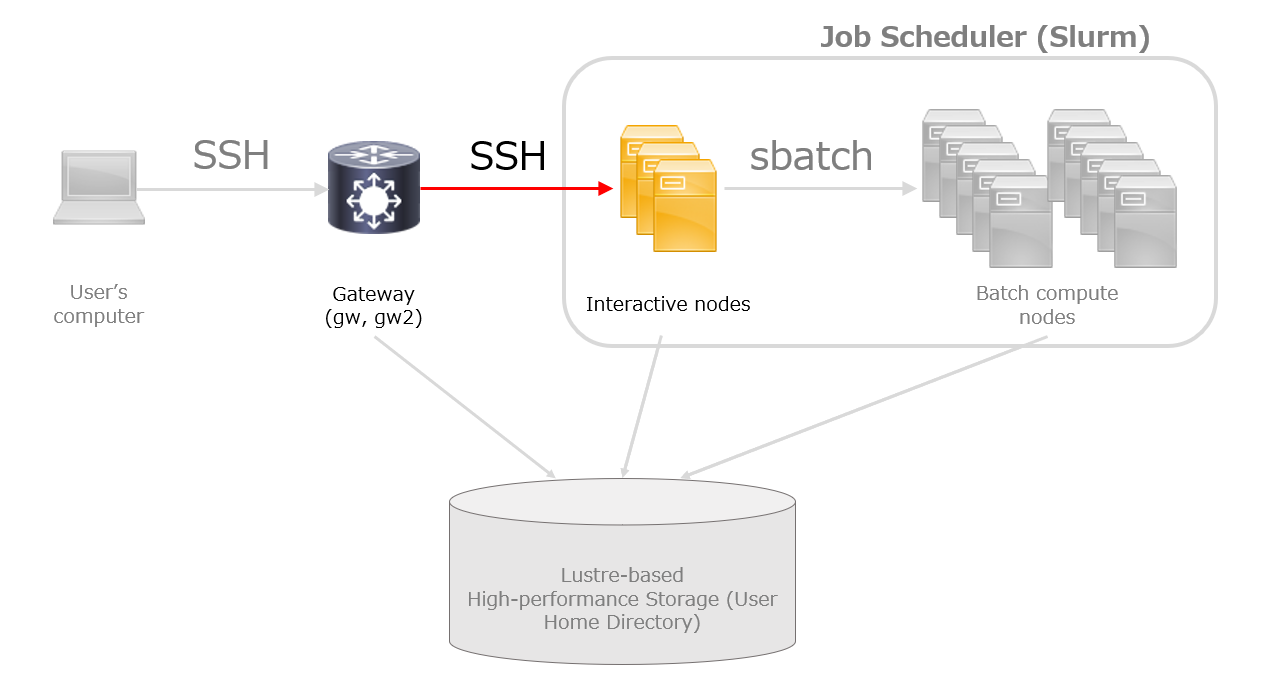 Job Scheduler (Slurm)
SSH
SSH
sbatch
User’s
computer
Gateway
(gw, gw2)
Interactive nodes
Batch compute
nodes
Lustre-based
High-performance Storage (User
Home Directory)